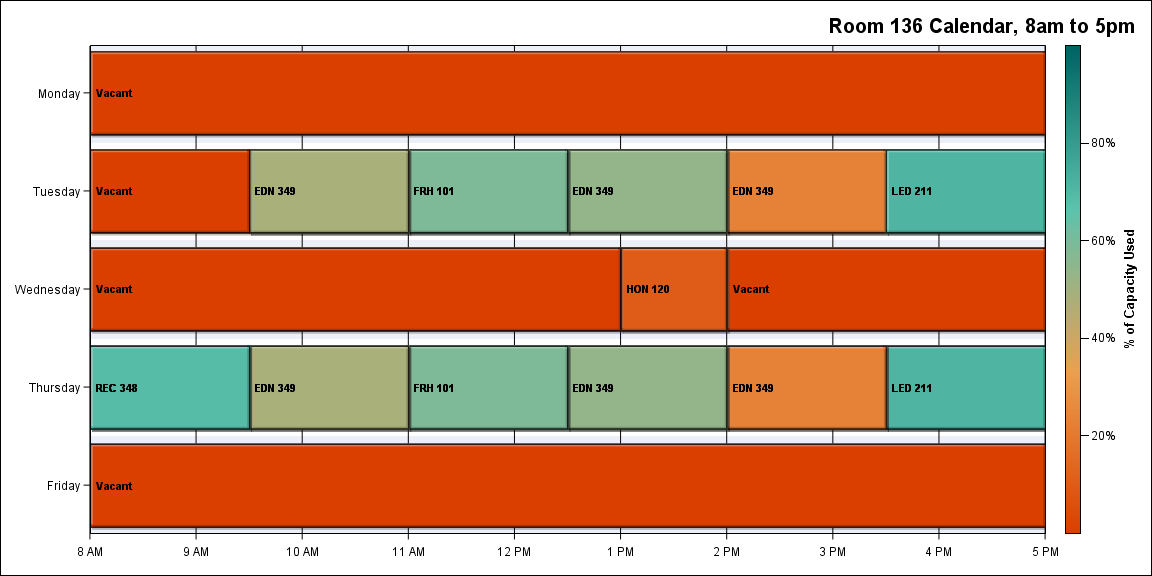 Room 136 Calendar, 8am to 5pm
Monday
Vacant
Tuesday
Vacant
EDN 349
FRH 101
EDN 349
EDN 349
LED 211
Wednesday
Vacant
HON 120
Vacant
Thursday
REC 348
EDN 349
FRH 101
EDN 349
EDN 349
LED 211
Friday
Vacant
8 AM
9 AM
10 AM
11 AM
12 PM
1 PM
2 PM
3 PM
4 PM
5 PM
80%
60%
40%
20%
% of Capacity Used